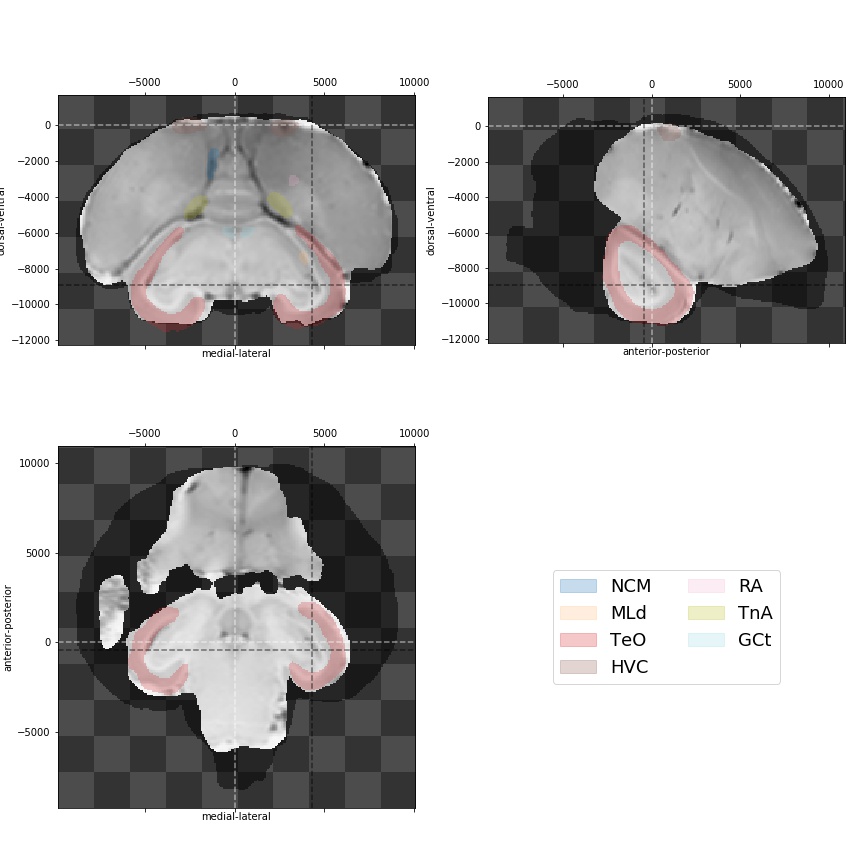 −5000 0 5000 10000
0
−2000
−4000
−6000
−8000
−10000
−12000
dorsal-ventral
medial-lateral
−5000 0 5000 10000
0
−2000
−4000
−6000
−8000
−10000
−12000
dorsal-ventral
anterior-posterior
−5000 0 5000 10000
10000
5000
0
−5000
anterior-posterior
medial-lateral
NCM RA
MLd TnA
TeO GCt
HVC